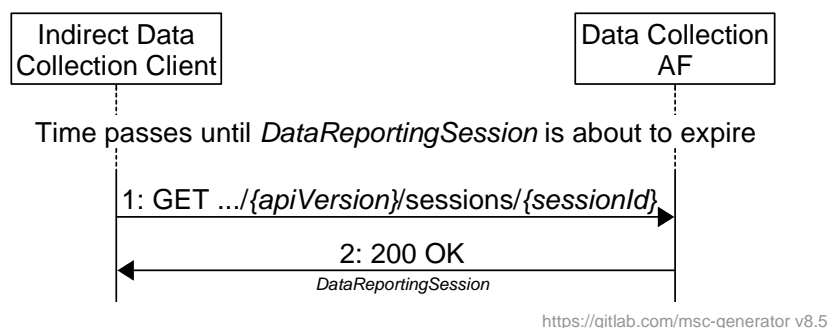 Indirect Data
Collection Client
Data Collection
AF
Time passes until DataReportingSession is about to expire
1: GET .../{apiVersion}/sessions/{sessionId}
2: 200 OK
DataReportingSession
https://gitlab.com/msc-generator v8.5